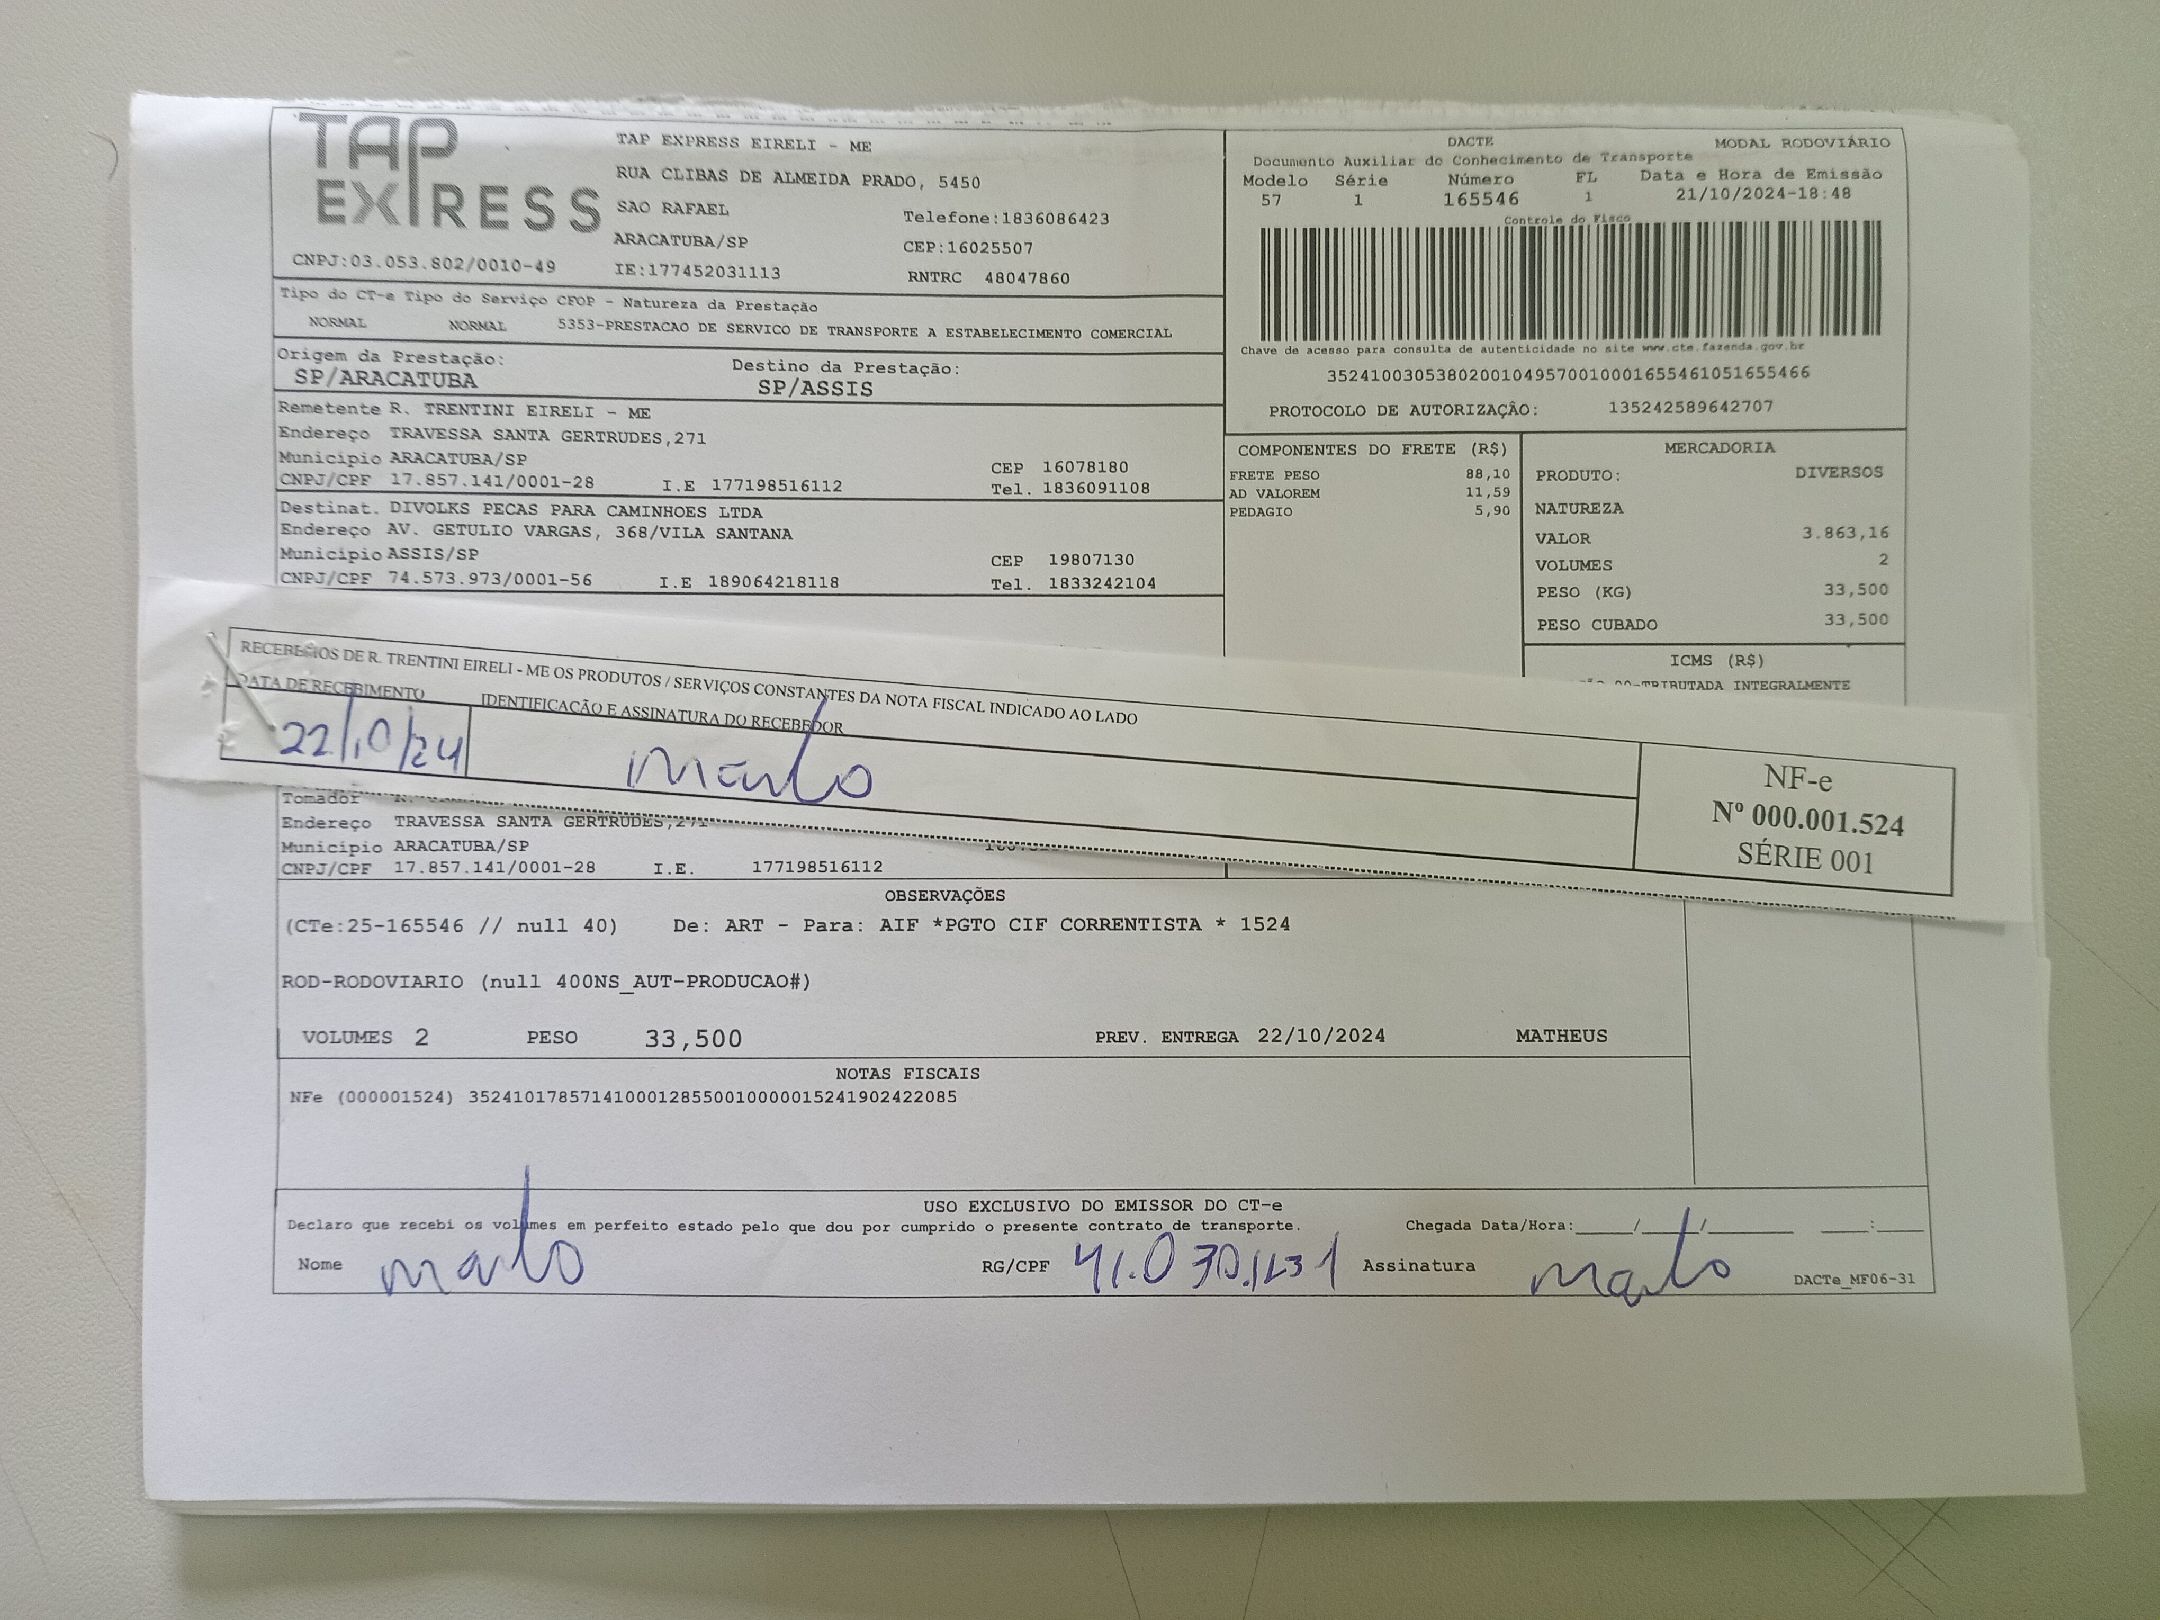 TAP EXPRESS
TAP EXPRESS EIRELI - ME
RUA CLIBAS DE ALMEIDA PRADO, 5450
SAO RAFAEL
Telefone:1836086423
ARACATUBA/SP
CEP:16025507
CNPJ:03.053.802/0010-49
IE:177452031113
RNTRC 48047860
DACTE MODAL RODOVIÁRIO
Documento Auxiliar do Conhecimento de Transporte
Modelo Série Número FL Data e Hora de Emissão
57 1 165546 1 21/10/2024-18:48
Controle do Fisco
Chave de acesso para consulta de autenticidade no site www.cte.fazenda.gov.br
35241003053802001049570010001655461051655466
PROTOCOLO DE AUTORIZAÇÃO: 135242589642707
Tipo do CT-e Tipo do Serviço CFOP - Natureza da Prestação
NORMAL NORMAL 5353-PRESTACAO DE SERVICO DE TRANSPORTE A ESTABELECIMENTO COMERCIAL
Origem da Prestação: Destino da Prestação:
SP/ARACATUBA SP/ASSIS
Remetente R. TRENTINI EIRELI - ME
Endereço TRAVESSA SANTA GERTRUDES,271
Município ARACATUBA/SP CEP 16078180
CNPJ/CPF 17.857.141/0001-28 I.E 177198516112 Tel. 1836091108
Destinat. DIVOLKS PECAS PARA CAMINHOES LTDA
Endereço AV. GETULIO VARGAS, 368/VILA SANTANA
Município ASSIS/SP CEP 19807130
CNPJ/CPF 74.573.973/0001-56 I.E 189064218118 Tel. 1833242104
COMPONENTES DO FRETE (R$)
FRETE PESO 88,10
AD VALOREM 11,59
PEDAGIO 5,90
MERCADORIA
PRODUTO: DIVERSOS
NATUREZA
VALOR 3.863,16
VOLUMES 2
PESO (KG) 33,500
PESO CUBADO 33,500
ICMS (R$)
00-TRIBUTADA INTEGRALMENTE
RECEBEMOS DE R. TRENTINI EIRELI - ME OS PRODUTOS / SERVIÇOS CONSTANTES DA NOTA FISCAL INDICADO AO LADO
DATA DE RECEBIMENTO IDENTIFICAÇÃO E ASSINATURA DO RECEBEDOR
22/10/24
NF-e
Nº 000.001.524
SÉRIE 001
Tomador
Endereço TRAVESSA SANTA GERTRUDES,271
Município ARACATUBA/SP
CNPJ/CPF 17.857.141/0001-28 I.E. 177198516112
OBSERVAÇÕES
(CTe:25-165546 // null 40) De: ART - Para: AIF *PGTO CIF CORRENTISTA * 1524
ROD-RODOVIARIO (null 400NS_AUT-PRODUCAO#)
VOLUMES 2 PESO 33,500 PREV. ENTREGA 22/10/2024 MATHEUS
NOTAS FISCAIS
NFe (000001524) 35241017857141000128550010000015241902422085
USO EXCLUSIVO DO EMISSOR DO CT-e
Declaro que recebi os volumes em perfeito estado pelo que dou por cumprido o presente contrato de transporte. Chegada Data/Hora:____/____/______ ___:___
Nome RG/CPF Assinatura
DACTe_MF06-31